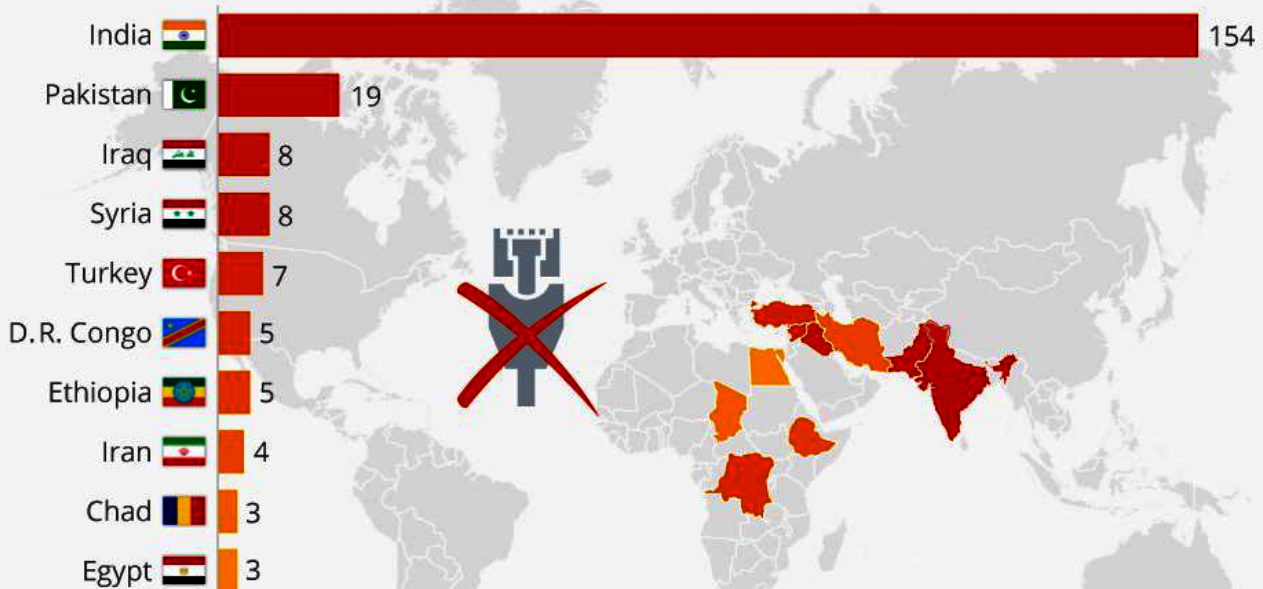 India 154
Pakistan 19
Iraq 8
Syria 8
Turkey 7
D.R. Congo 5
Ethiopia 5
Iran 4
Chad 3
Egypt 3